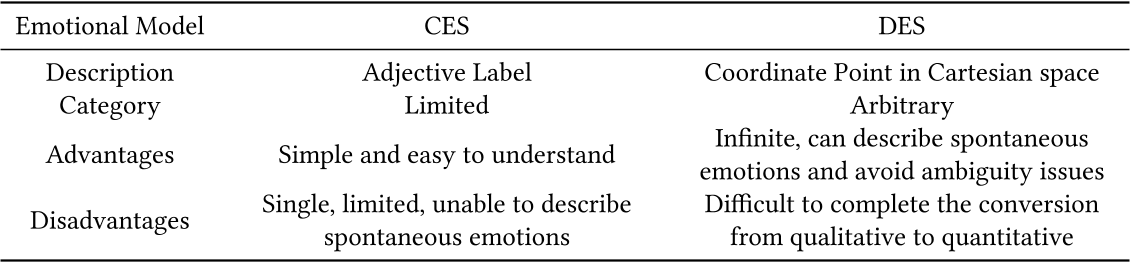 Emotional Model CES DES
Description Adjective Label Coordinate Point in Cartesian space
Category Limited Arbitrary
Advantages Simple and easy to understand Infinite, can describe spontaneous
emotions and avoid ambiguity issues
Disadvantages Single, limited, unable to describe
spontaneous emotions
Difficult to complete the conversion
from qualitative to quantitative